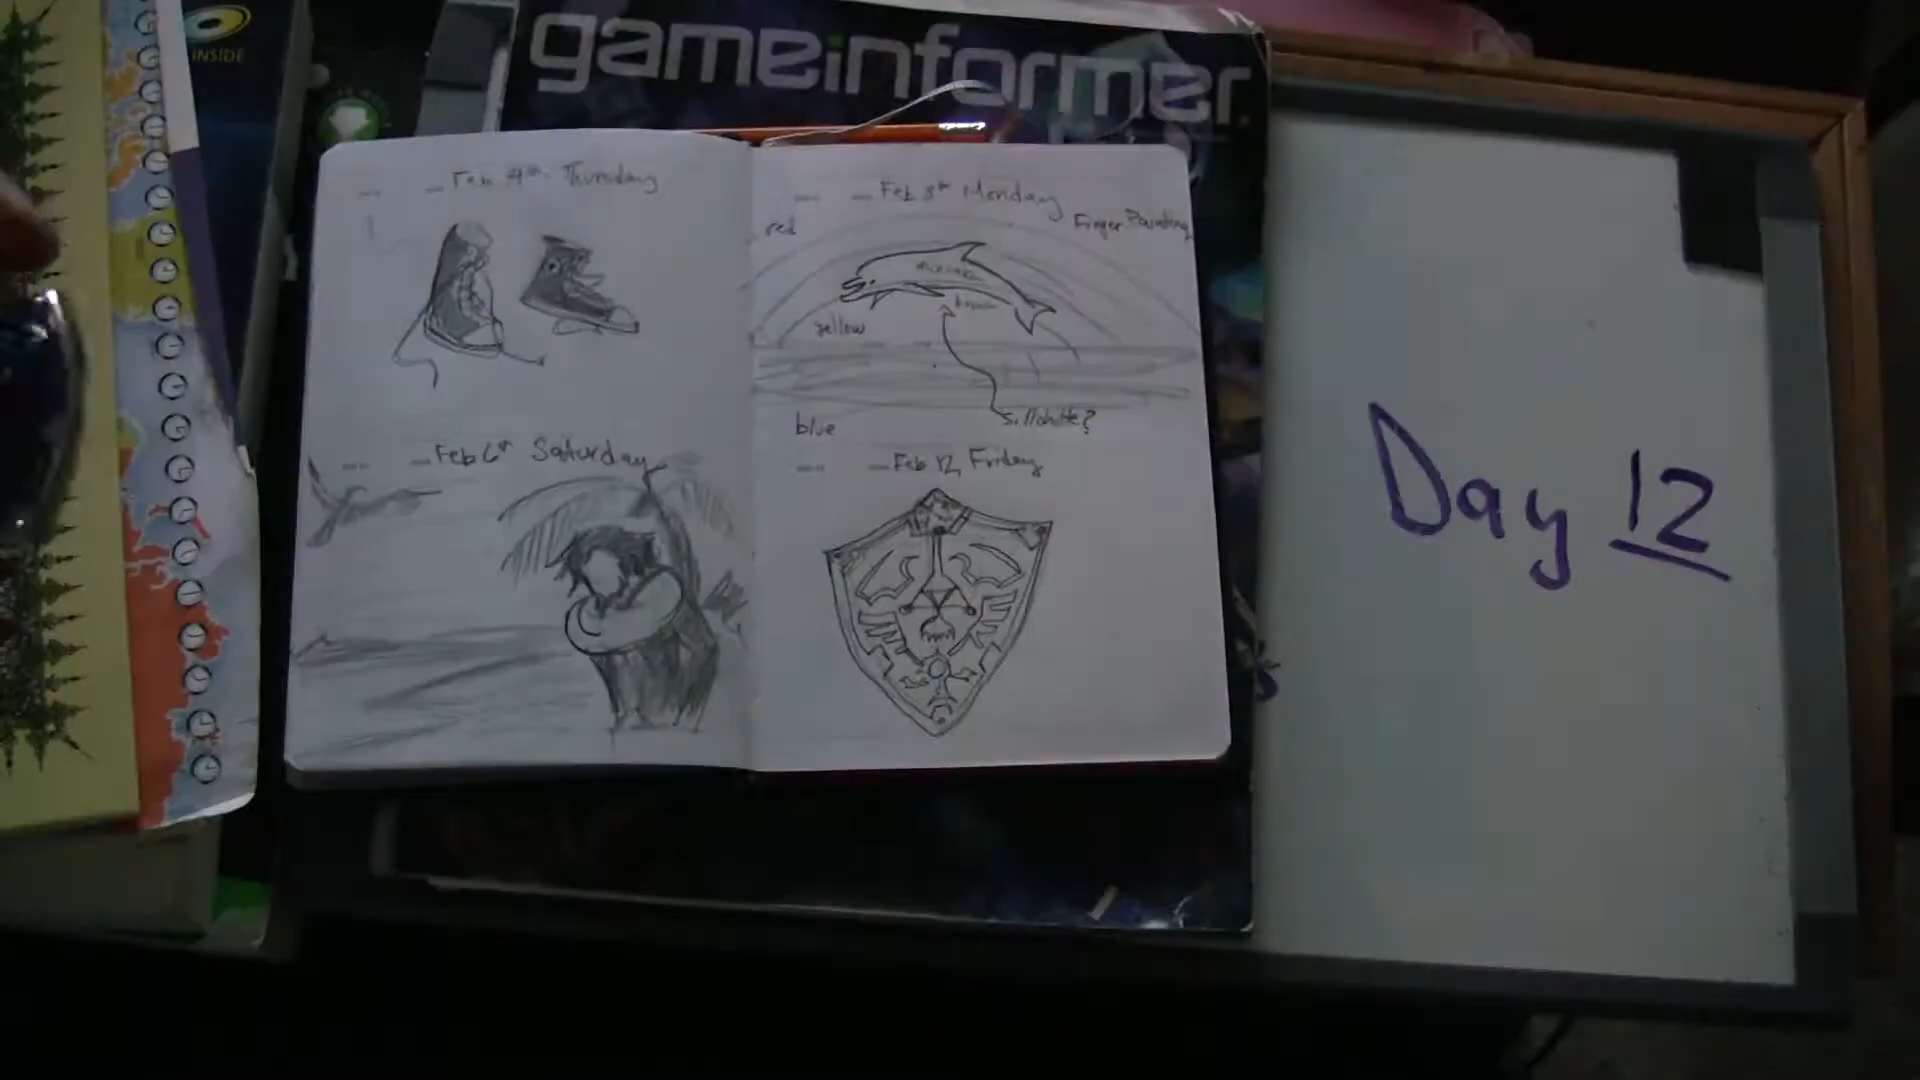 INSIDE
gameinformer.
Feb 4th Thursday
Feb 8th Monday
red
Finger Painting
yellow
Sillohutte?
blue
Feb 6th Saturday
Feb 12 Friday
Day 12